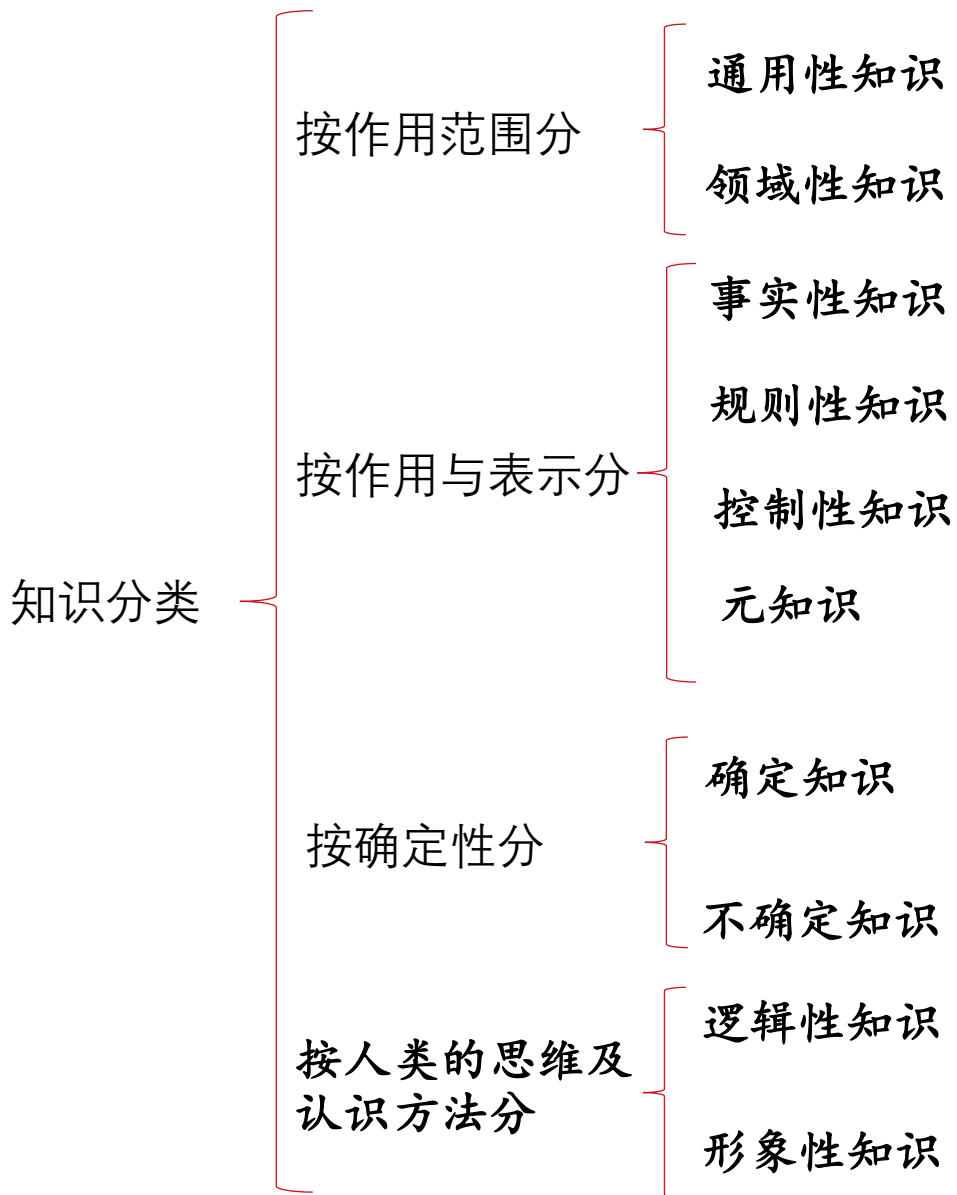 知识分类
按作用范围分
通用性知识
领域性知识
按作用与表示分
事实性知识
规则性知识
控制性知识
元知识
按确定性分
确定知识
不确定知识
按人类的思维及
认识方法分
逻辑性知识
形象性知识